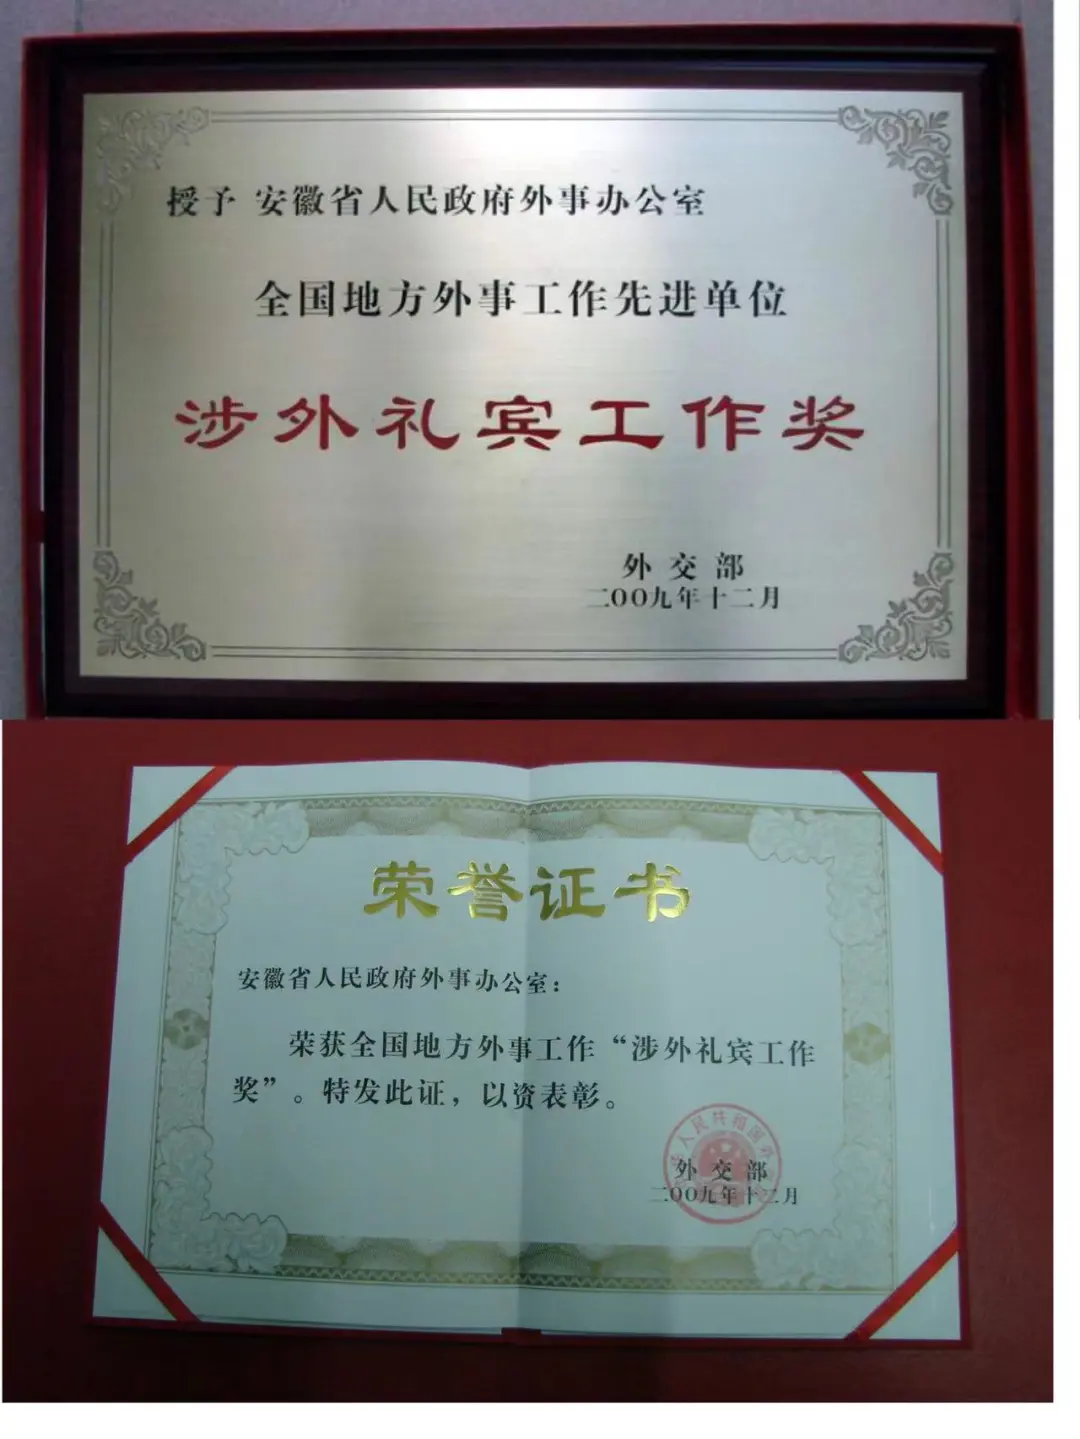 授予 安徽省人民政府外事办公室
全国地方外事工作先进单位
涉外礼宾工作奖
外交部
二〇〇九年十二月
荣誉证书
安徽省人民政府外事办公室：
荣获全国地方外事工作“涉外礼宾工作
奖”。特发此证，以资表彰。
外交部
二〇〇九年十二月